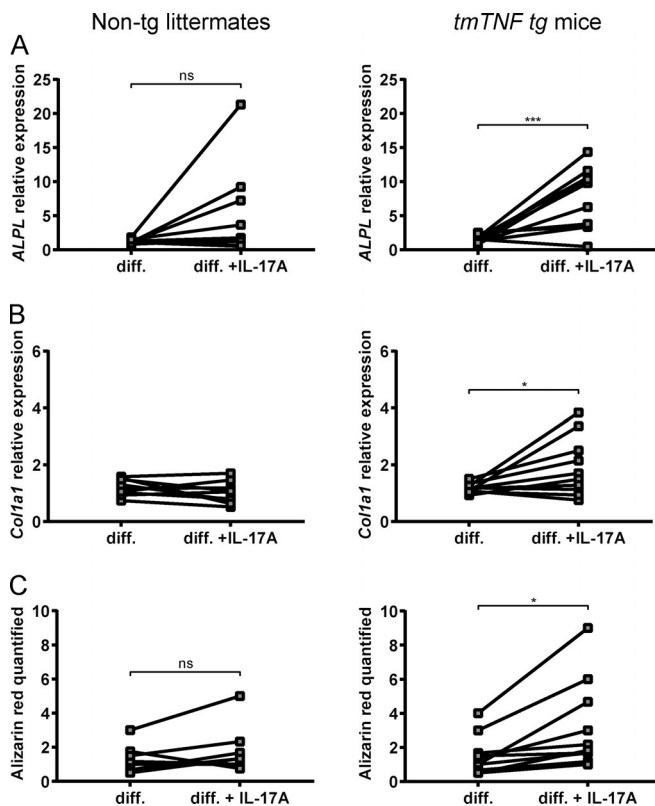 Non-tg littermates
tmTNF tg mice
A
ALPL relative expression
25
20
15
10
5
0
ns
diff.
diff. +IL-17A
ALPL relative expression
25
20
15
10
5
0
***
diff.
diff. +IL-17A
B
Col1a1 relative expression
6
4
2
0
diff.
diff. +IL-17A
Col1a1 relative expression
6
4
2
0
*
diff.
diff. +IL-17A
C
Alizarin red quantified
10
8
6
4
2
0
ns
diff.
diff. + IL-17A
Alizarin red quantified
10
8
6
4
2
0
*
diff.
diff. + IL-17A